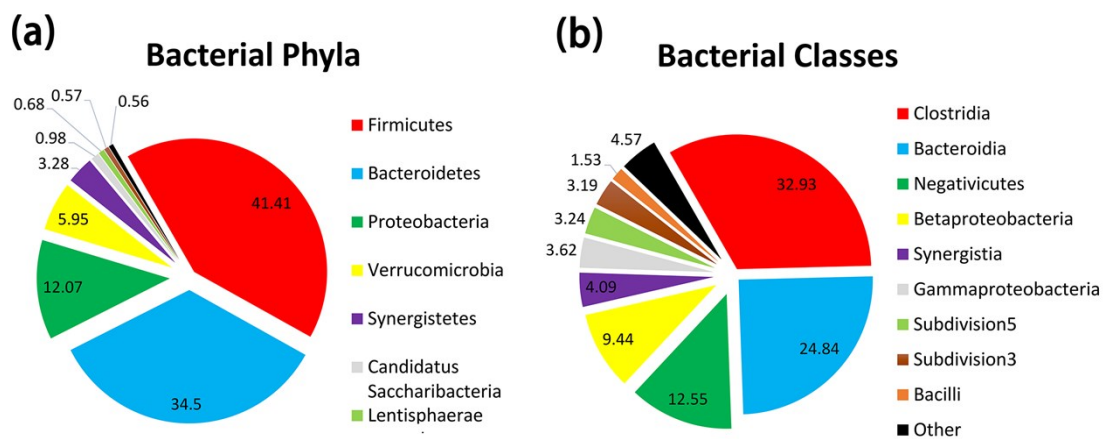 (a)
Bacterial Phyla
0.57
0.56
0.68
0.98
3.28
5.95
12.07
34.5
41.41
Firmicutes
Bacteroidetes
Proteobacteria
Verrucomicrobia
Synergistetes
Candidatus
Saccharibacteria
Lentisphaerae
(b)
Bacterial Classes
4.57
1.53
3.19
3.24
3.62
4.09
9.44
12.55
24.84
32.93
Clostridia
Bacteroidia
Negativicutes
Betaproteobacteria
Synergistia
Gammaproteobacteria
Subdivision5
Subdivision3
Bacilli
Other